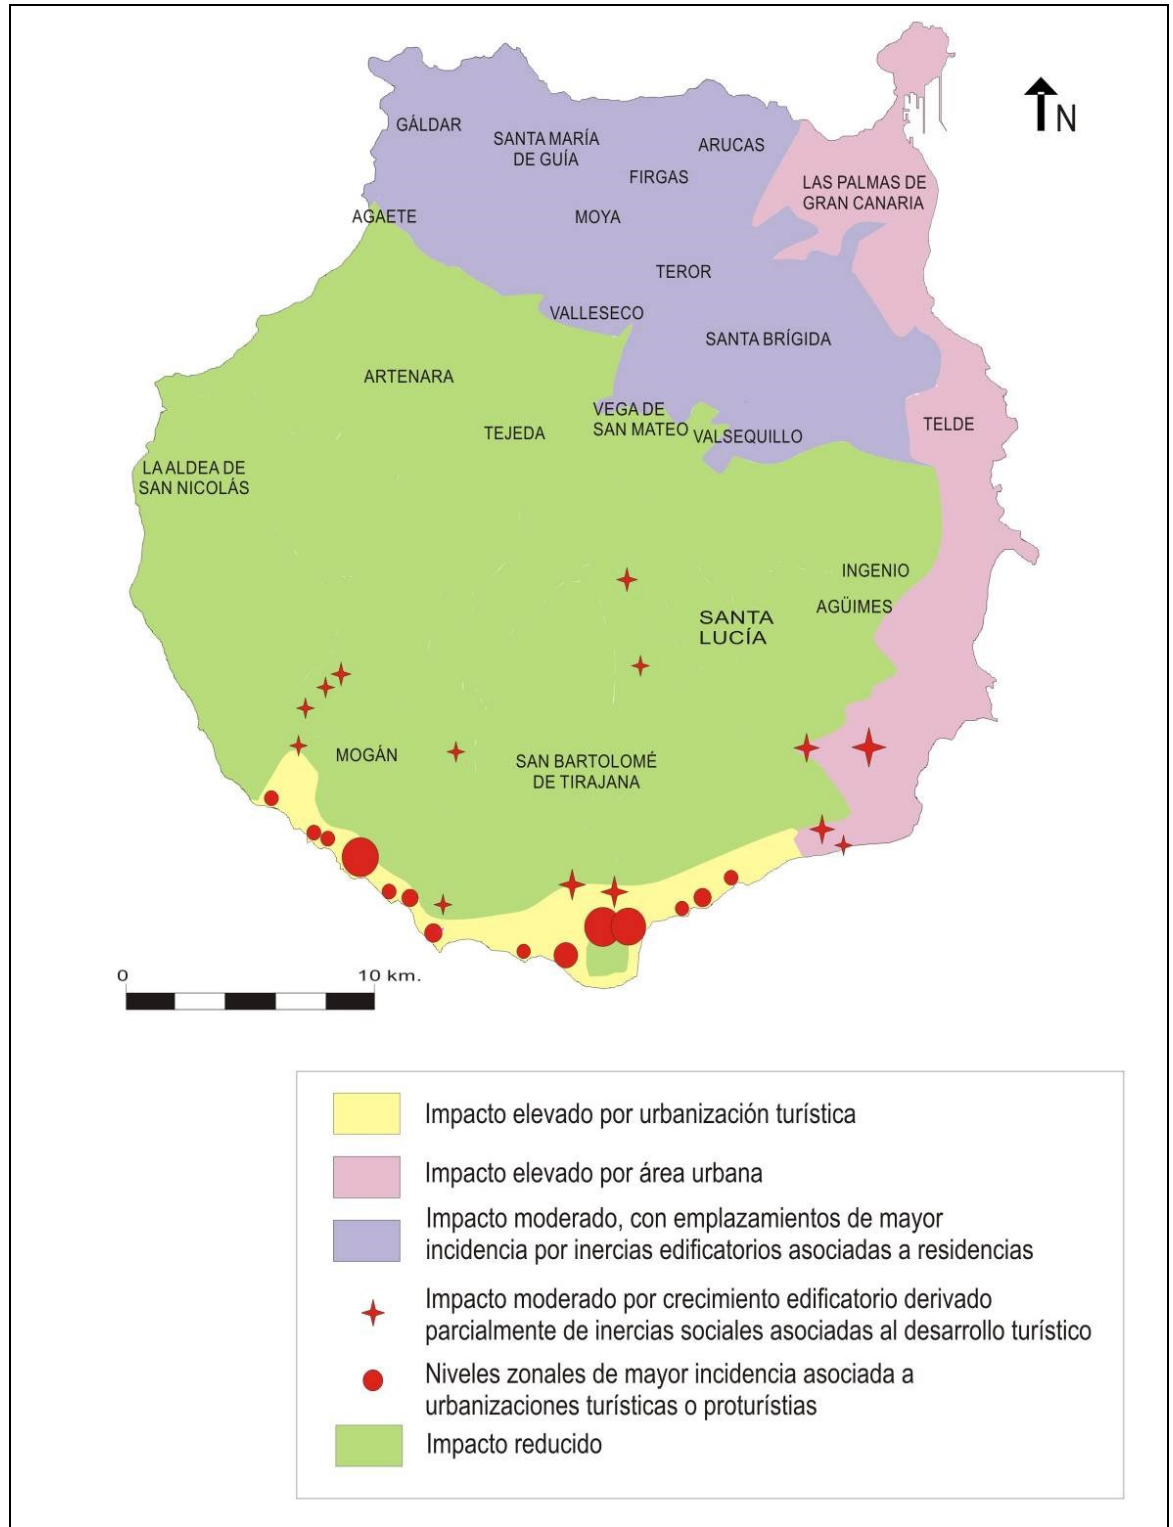 N
GÁLDAR
SANTA MARÍA
DE GUÍA
ARUCAS
FIRGAS
LAS PALMAS DE
GRAN CANARIA
AGAETE
MOYA
TEROR
VALLESECO
SANTA BRÍGIDA
ARTENARA
VEGA DE
SAN MATEO
TEJEDA
VALSEQUILLO
TELDE
LA ALDEA DE
SAN NICOLÁS
INGENIO
AGÜIMES
SANTA
LUCÍA
MOGÁN
SAN BARTOLOMÉ
DE TIRAJANA
0 10 km.
Impacto elevado por urbanización turística
Impacto elevado por área urbana
Impacto moderado, con emplazamientos de mayor
incidencia por inercias edificatorios asociadas a residencias
Impacto moderado por crecimiento edificatorio derivado
parcialmente de inercias sociales asociadas al desarrollo turístico
Niveles zonales de mayor incidencia asociada a
urbanizaciones turísticas o proturístias
Impacto reducido